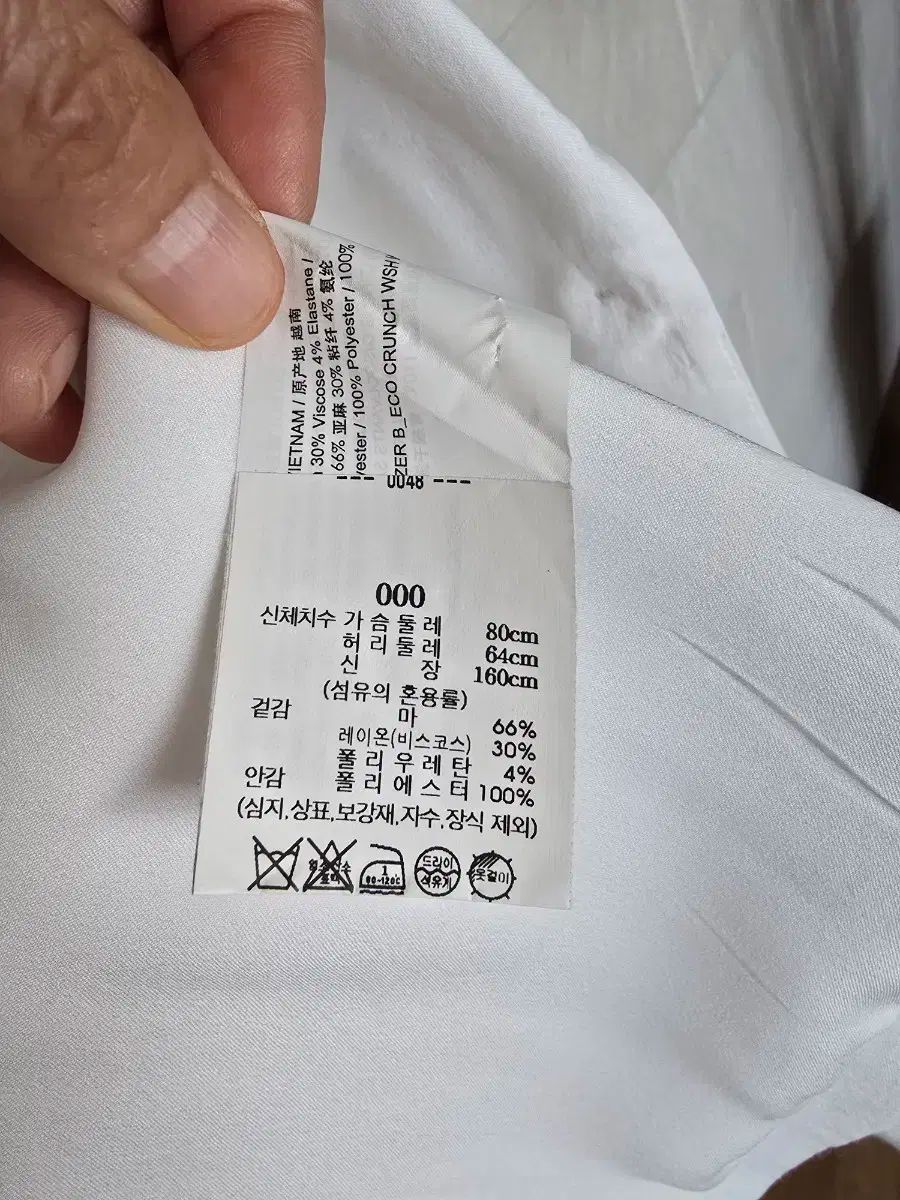 IETNAM / 原产地 越南
30% Viscose 4% Elastane /
66% 亚麻 30% 粘纤 4% 氨纶
yester / 100% Polyester / 100%
ZER B_ECO CRUNCH WSH
--- 0048 ---
000
신체치수 가슴둘레 80cm
허리둘레 64cm
신 장 160cm
(섬유의 혼용률)
겉감 마 66%
레이온(비스코스) 30%
폴리우레탄 4%
안감 폴리에스터 100%
(심지,상표,보강재,자수,장식 제외)
1 80-120C 드라이 석유계 옷걸이